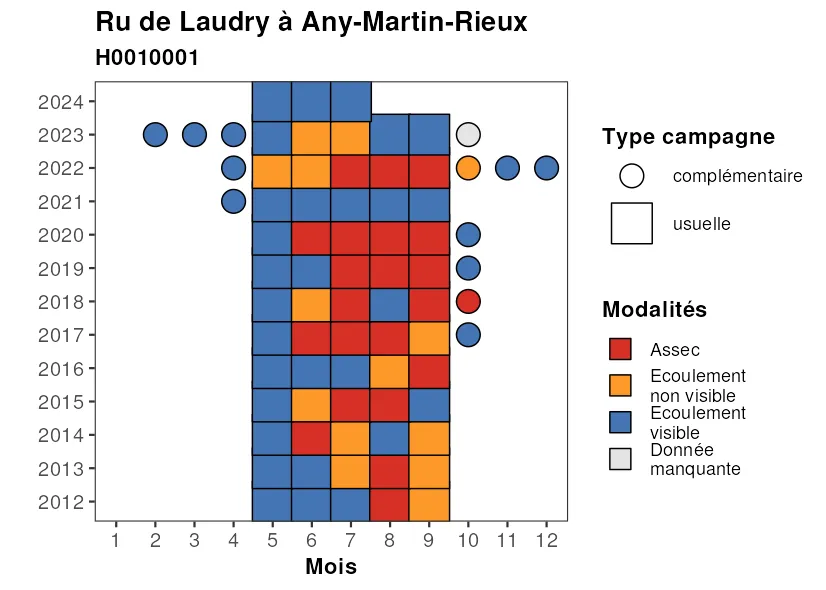 Ru de Laudry à Any-Martin-Rieux
H0010001
2024
2023
2022
2021
2020
2019
2018
2017
2016
2015
2014
2013
2012
1 2 3 4 5 6 7 8 9 10 11 12
Mois
Type campagne
complémentaire
usuelle
Modalités
Assec
Ecoulement
non visible
Ecoulement
visible
Donnée
manquante